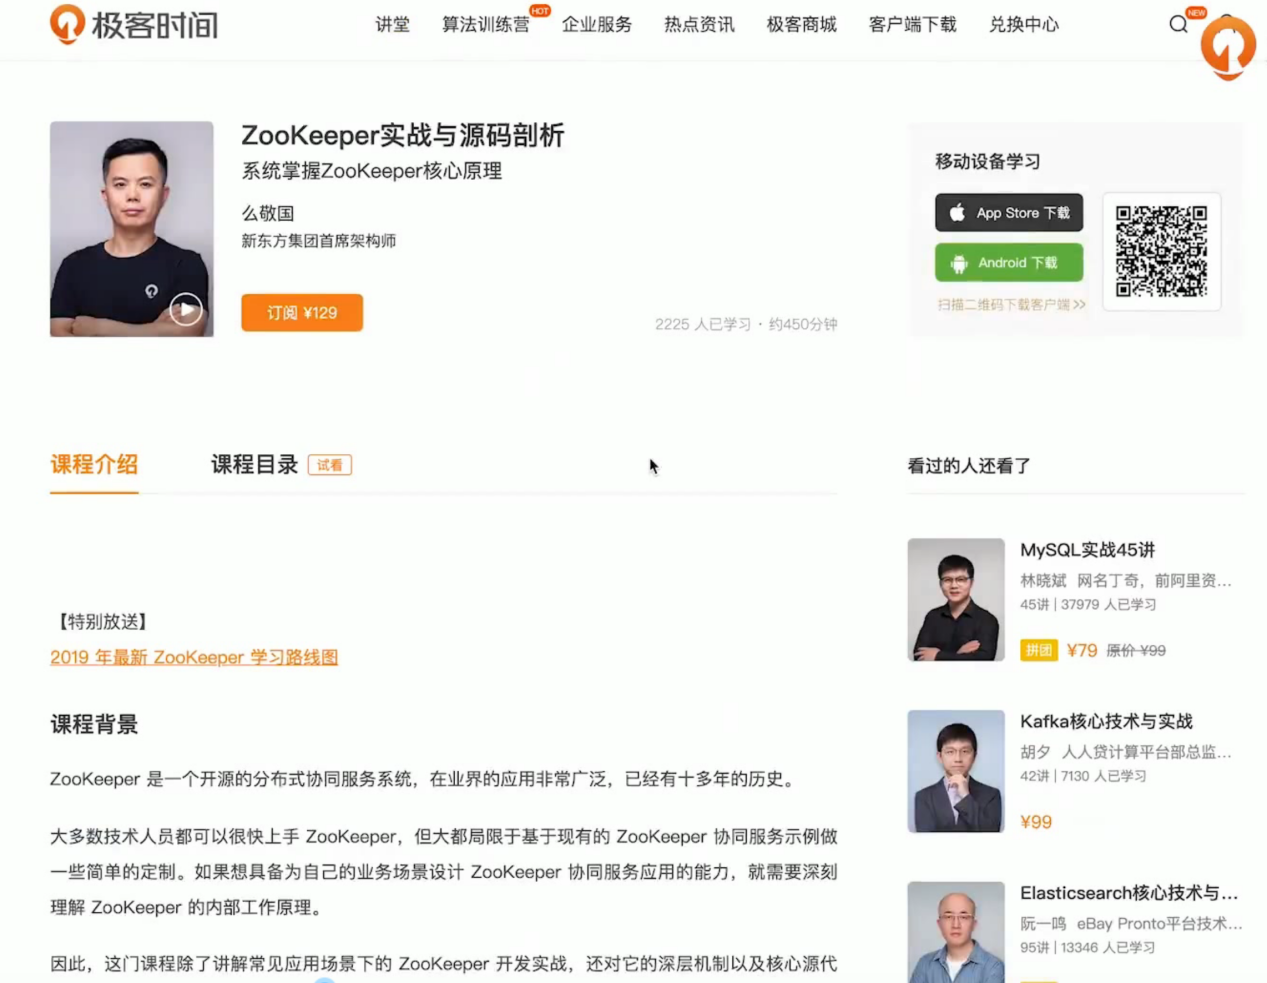 极客时间
讲堂
算法训练营
HOT
企业服务
热点资讯
极客商城
客户端下载
兑换中心
NEW
ZooKeeper实战与源码剖析
系统掌握ZooKeeper核心原理
么敬国
新东方集团首席架构师
订阅 ¥129
2225 人已学习 · 约450分钟
移动设备学习
App Store 下载
Android 下载
扫描二维码下载客户端 >>
课程介绍
课程目录
试看
【特别放送】
2019 年最新 ZooKeeper 学习路线图
课程背景
ZooKeeper 是一个开源的分布式协同服务系统，在业界的应用非常广泛，已经有十多年的历史。
大多数技术人员都可以很快上手 ZooKeeper，但大都局限于基于现有的 ZooKeeper 协同服务示例做
一些简单的定制。如果想具备为自己的业务场景设计 ZooKeeper 协同服务应用的能力，就需要深刻
理解 ZooKeeper 的内部工作原理。
因此，这门课程除了讲解常见应用场景下的 ZooKeeper 开发实战，还对它的深层机制以及核心源代
看过的人还看了
MySQL实战45讲
林晓斌 网名丁奇，前阿里资...
45讲 | 37979 人已学习
拼团 ¥79 原价 ¥99
Kafka核心技术与实战
胡夕 人人贷计算平台部总监...
42讲 | 7130 人已学习
¥99
Elasticsearch核心技术与...
阮一鸣 eBay Pronto平台技术...
95讲 | 13346 人已学习